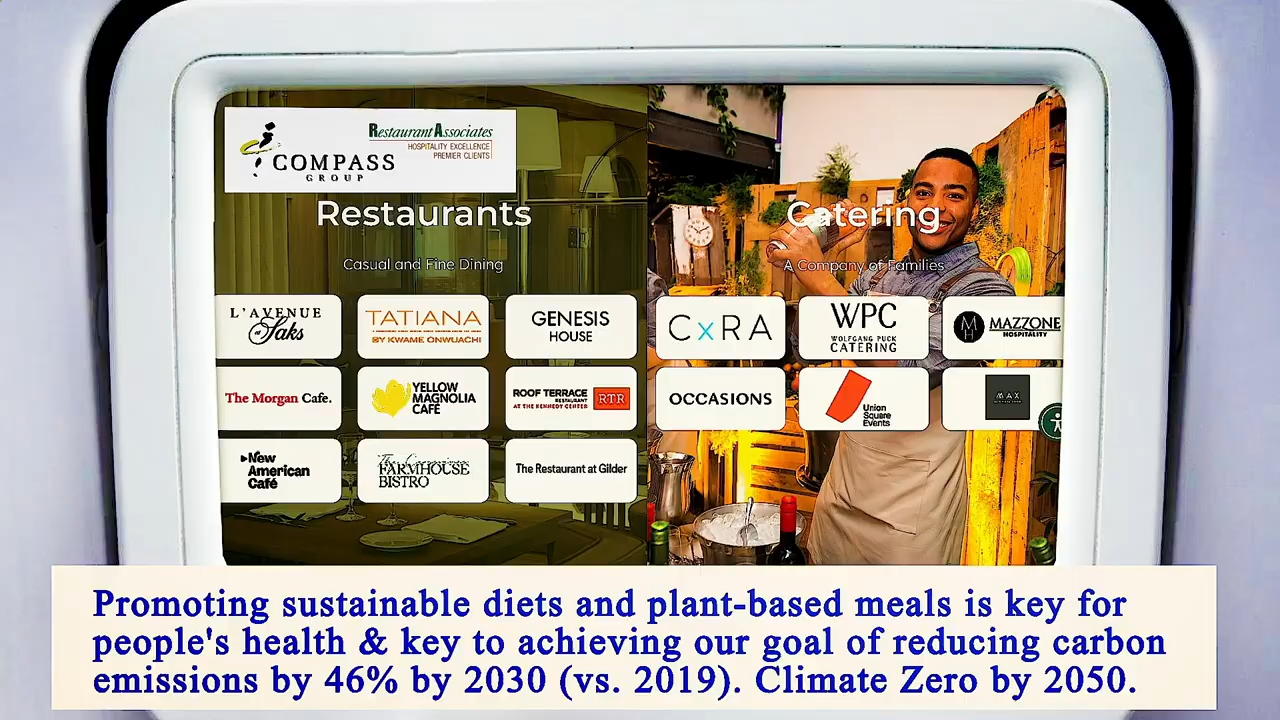 COMPASS
GROUP
Restaurant Associates
HOSPITALITY EXCELLENCE
PREMIER CLIENTS
Restaurants
Casual and Fine Dining
L'AVENUE
Saks
TATIANA
BY KWAME ONWUACHI
GENESIS
HOUSE
The Morgan Cafe.
YELLOW
MAGNOLIA
CAFÉ
ROOF TERRACE
RESTAURANT
AT THE KENNEDY CENTER
RTR
New
American
Café
FARMHOUSE
BISTRO
The Restaurant at Gilder
Catering
A Company of Families
CxRA
WPC
WOLFGANG PUCK
CATERING
MH
MAZZONE
HOSPITALITY
OCCASIONS
Union
Square
Events
MAX
Promoting sustainable diets and plant-based meals is key for
people's health & key to achieving our goal of reducing carbon
emissions by 46% by 2030 (vs. 2019). Climate Zero by 2050.